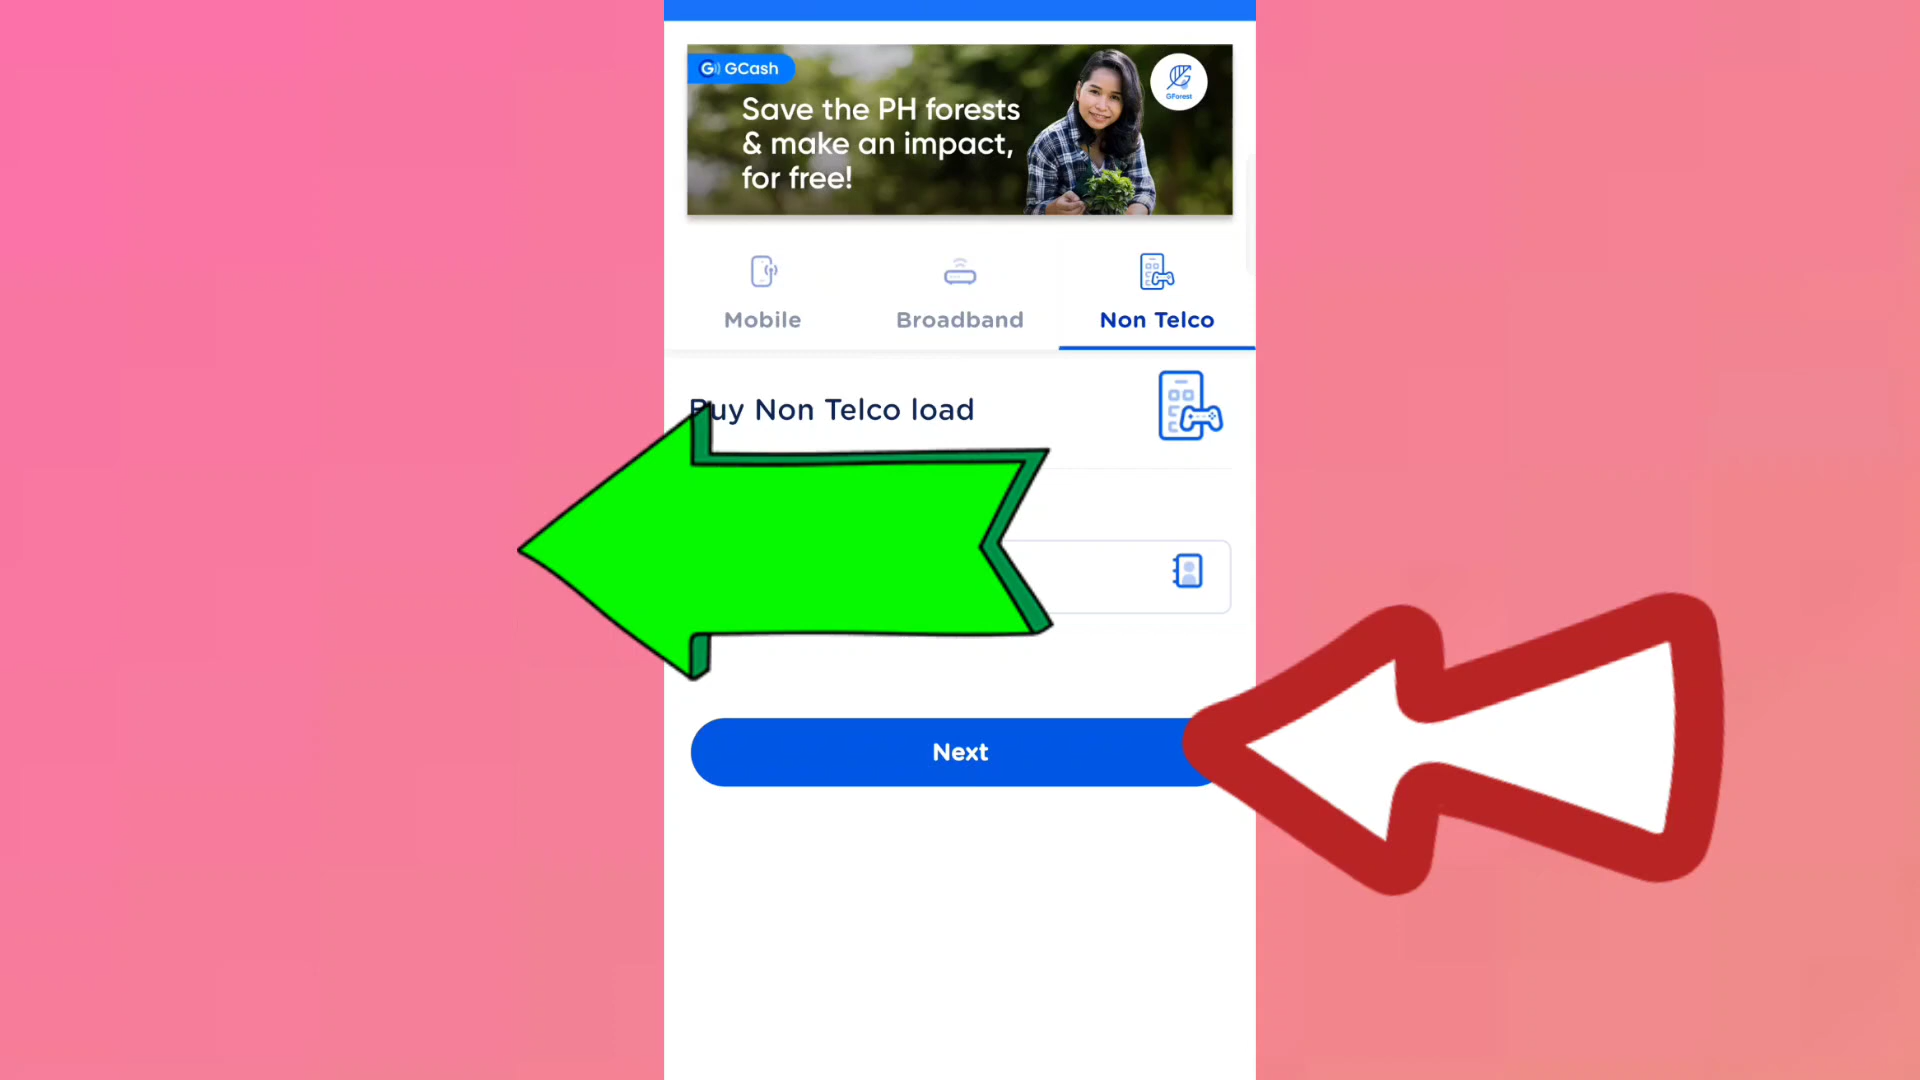 GCash
Save the PH forests
& make an impact,
for free!
GForest
Mobile
Broadband
Non Telco
Buy Non Telco load
Next